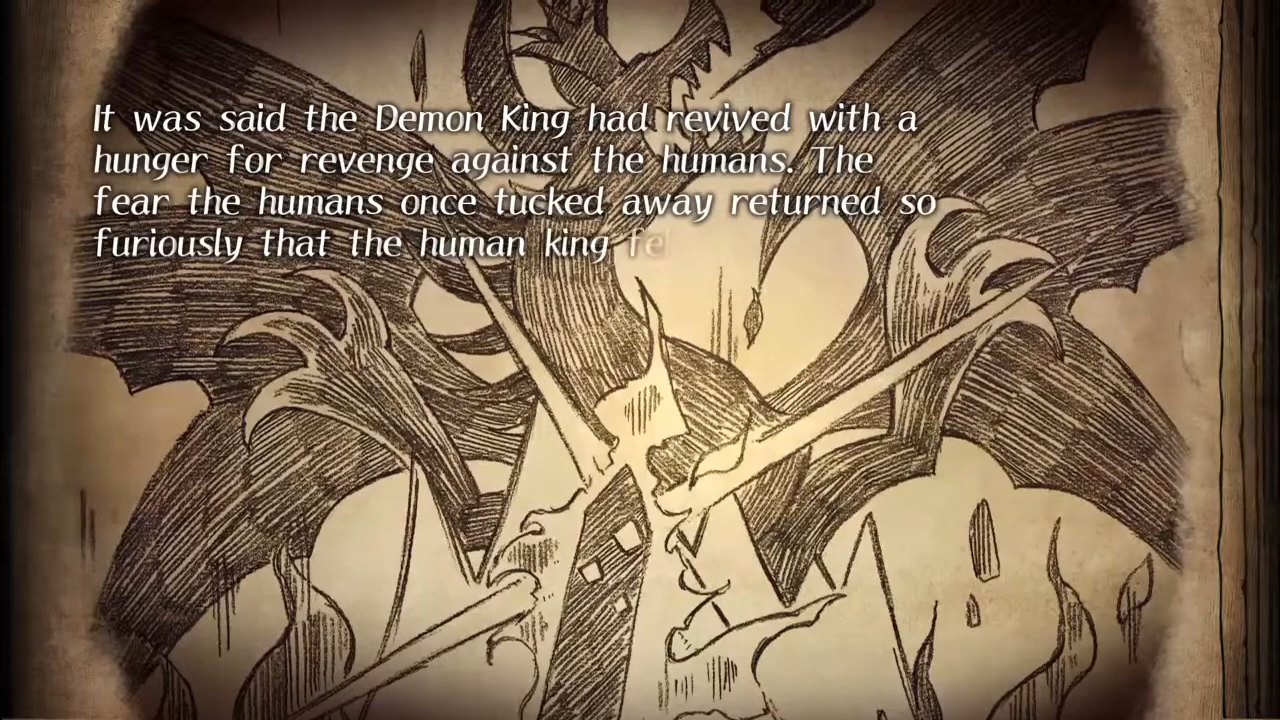 It was said the Demon King had revived with a
hunger for revenge against the humans. The
fear the humans once tucked away returned so
furiously that the human king